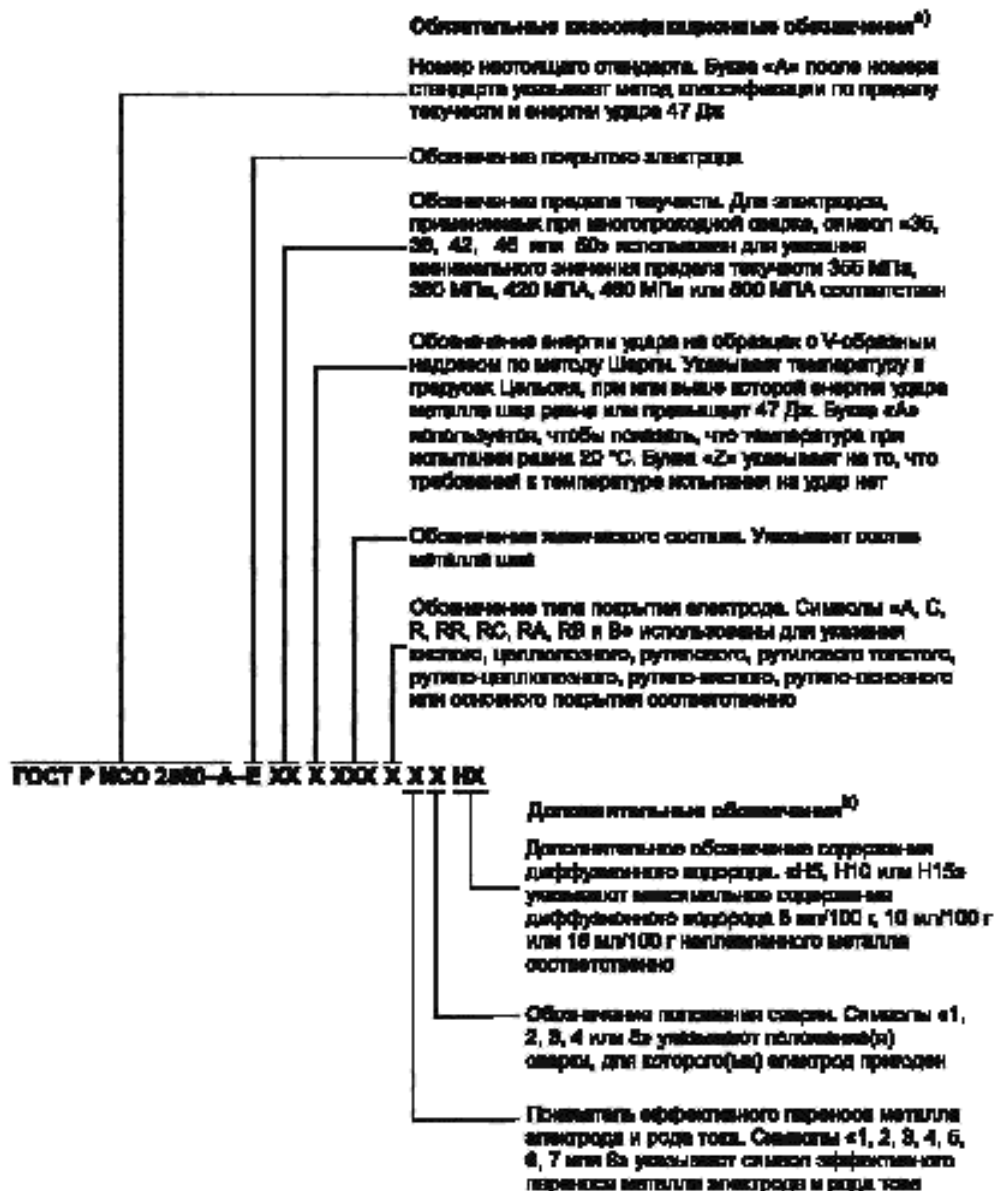 Обязательные классификационные обозначения a)
Номер настоящего стандарта. Буква «А» после номера
стандарта указывает метод классификации по пределу
текучести и энергии удара 47 Дж
Обозначение покрытого электрода
Обозначение предела текучести. Для электродов,
применяемых при многопроходной сварке, символ «35,
38, 42, 46 или 50» использован для указания
минимального значения предела текучести 355 МПа,
380 МПа, 420 МПА, 460 МПа или 500 МПА соответствен
Обозначение энергии удара на образцах с V-образным
надрезом по методу Шарпи. Указывает температуру в
градусах Цельсия, при или выше которой энергия удара
металла шва равна или превышает 47 Дж. Буква «А»
используется, чтобы показать, что температура при
испытании равна 20 °С. Буква «Z» указывает на то, что
требований к температуре испытания на удар нет
Обозначение химического состава. Указывает состав
металла шва
Обозначение типа покрытия электрода. Символы «А, С,
R, RR, RC, RA, RB и В» использованы для указания
кислого, целлюлозного, рутилового, рутилового толстого,
рутило-целлюлозного, рутило-кислого, рутило-основного
или основного покрытия соответственно
ГОСТ Р ИСО 2560–А–Е ХХ Х ХХХ Х Х Х НХ
Дополнительные обозначения b)
Дополнительное обозначение содержания
диффузионного водорода. «Н5, Н10 или Н15»
указывают максимальное содержание
диффузионного водорода 5 мл/100 г, 10 мл/100 г
или 15 мл/100 г наплавленного металла
соответственно
Обозначение положения сварки. Символы «1,
2, 3, 4 или 5» указывают положение(я)
сварки, для которого(ых) электрод пригоден
Показатель эффективного переноса металла
электрода и рода тока. Символы «1, 2, 3, 4, 5,
6, 7 или 8» указывают символ эффективного
переноса металла электрода и рода тока